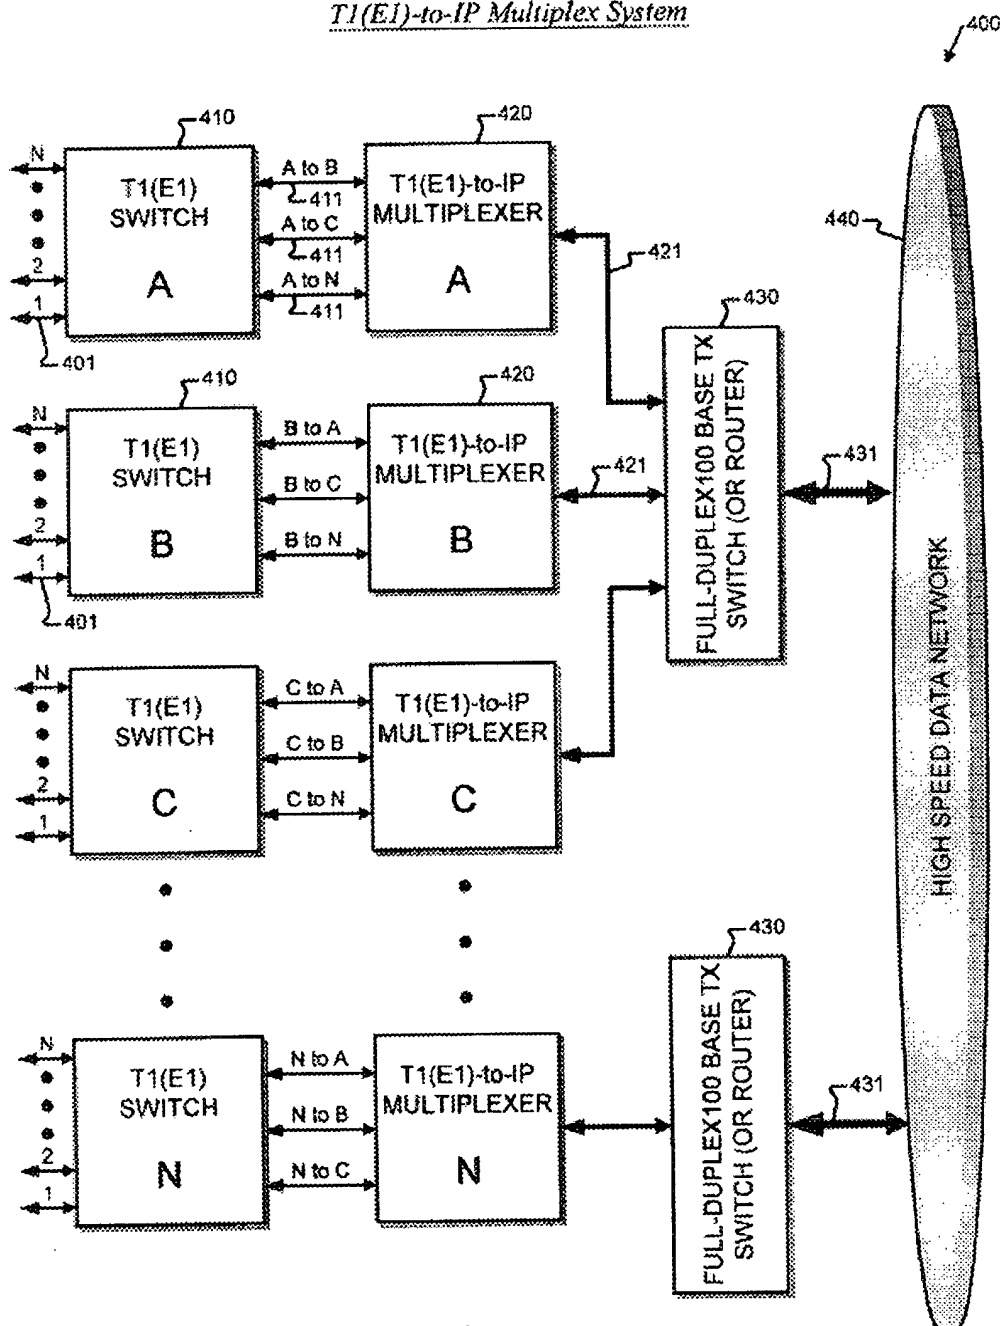 T1(E1)-to-IP Multiplex System
400
410
420
N
T1(E1)
SWITCH
A
2
1
401
A to B
411
A to C
411
A to N
411
T1(E1)-to-IP
MULTIPLEXER
A
421
440
430
FULL-DUPLEX100 BASE TX
SWITCH (OR ROUTER)
431
HIGH SPEED DATA NETWORK
410
420
N
T1(E1)
SWITCH
B
2
1
401
B to A
B to C
B to N
T1(E1)-to-IP
MULTIPLEXER
B
421
N
T1(E1)
SWITCH
C
2
1
C to A
C to B
C to N
T1(E1)-to-IP
MULTIPLEXER
C
N
T1(E1)
SWITCH
N
2
1
N to A
N to B
N to C
T1(E1)-to-IP
MULTIPLEXER
N
430
FULL-DUPLEX100 BASE TX
SWITCH (OR ROUTER)
431